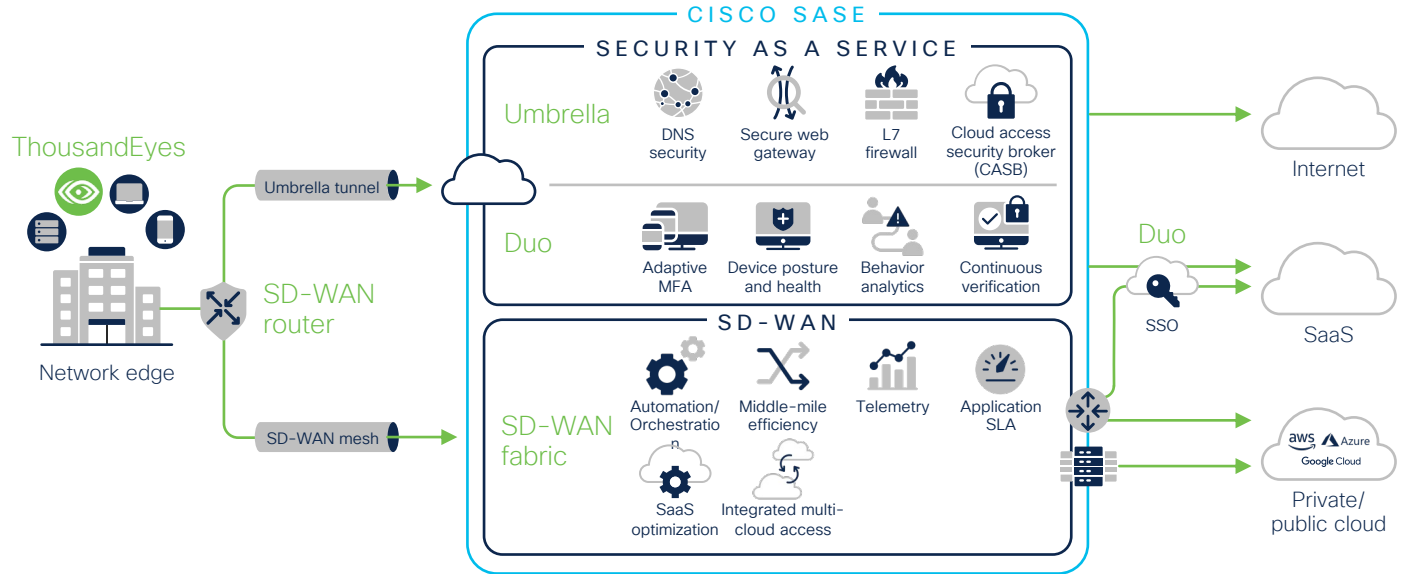 CISCO SASE
SECURITY AS A SERVICE
Umbrella
DNS
security
Secure web
gateway
L7
firewall
Cloud access
security broker
(CASB)
ThousandEyes
Umbrella tunnel
Internet
Duo
Adaptive
MFA
Device posture
and health
Behavior
analytics
Continuous
verification
Duo
SSO
SaaS
SD-WAN
router
Network edge
SD-WAN
SD-WAN mesh
SD-WAN
fabric
Automation/
Orchestratio
n
Middle-mile
efficiency
Telemetry
Application
SLA
SaaS
optimization
Integrated multi-
cloud access
aws Azure
Google Cloud
Private/
public cloud